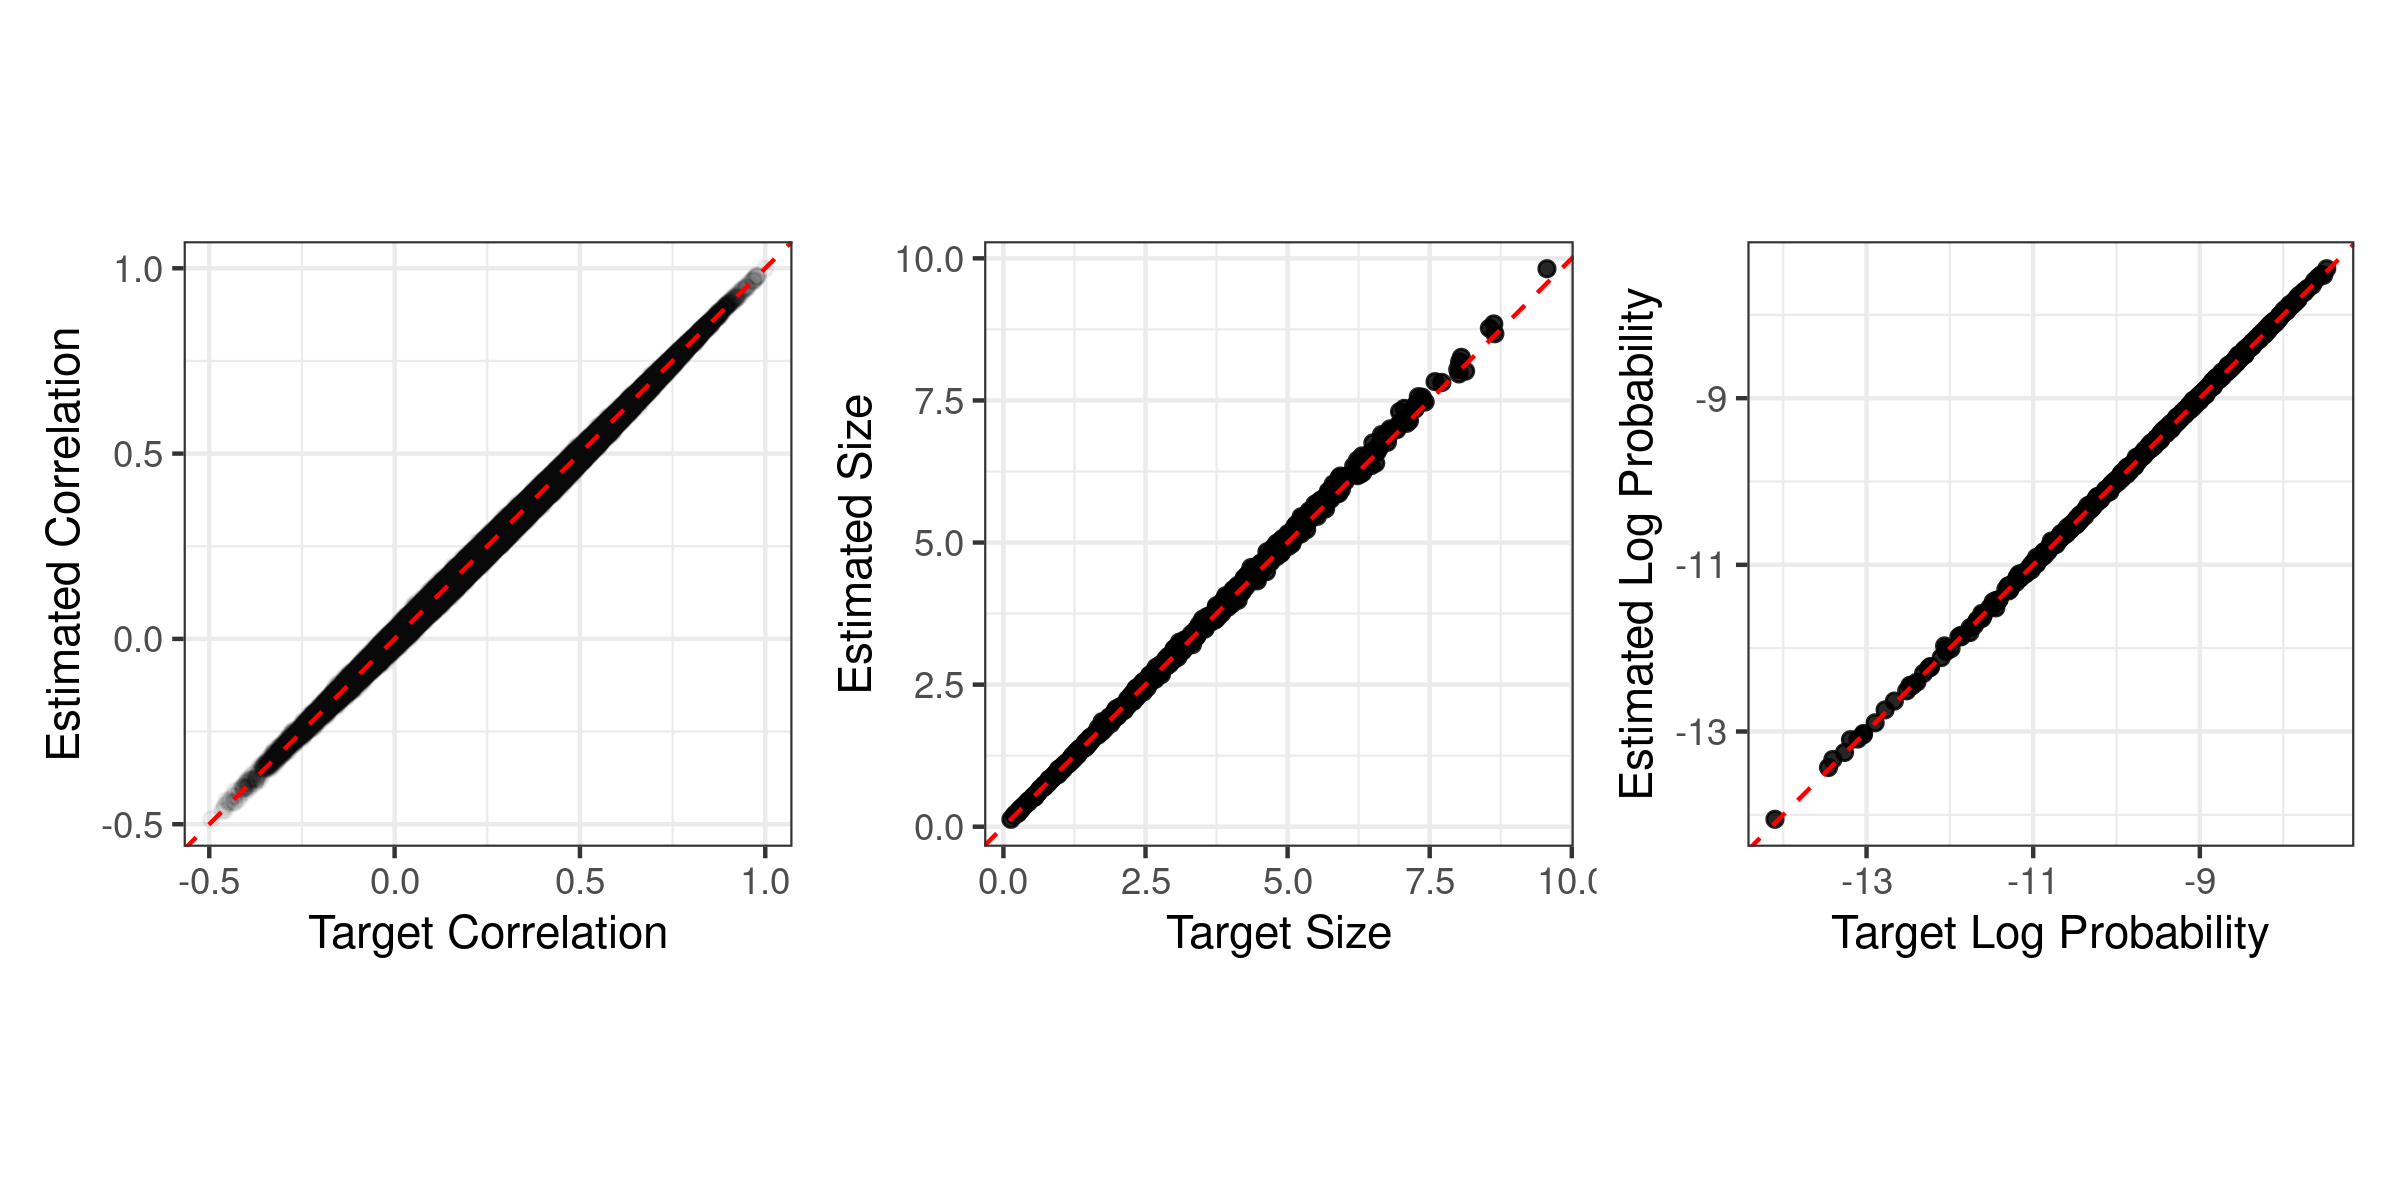 Estimated Correlation
1.0
0.5
0.0
-0.5
-0.5 0.0 0.5 1.0
Target Correlation
Estimated Size
10.0
7.5
5.0
2.5
0.0
0.0 2.5 5.0 7.5 10.0
Target Size
Estimated Log Probability
-9
-11
-13
-13 -11 -9
Target Log Probability